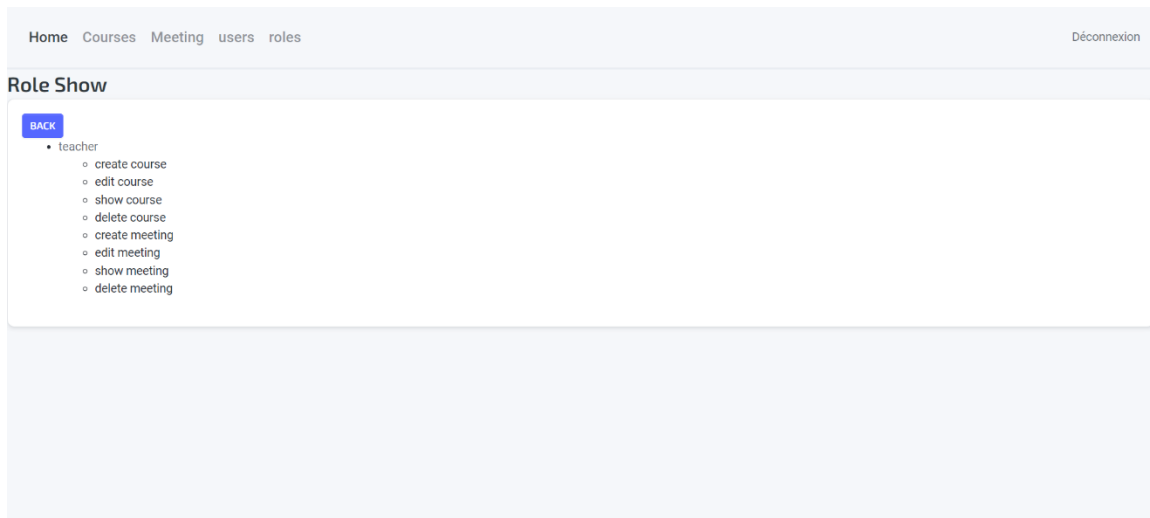 Home Courses Meeting users roles Déconnexion
Role Show
BACK
teacher
create course
edit course
show course
delete course
create meeting
edit meeting
show meeting
delete meeting